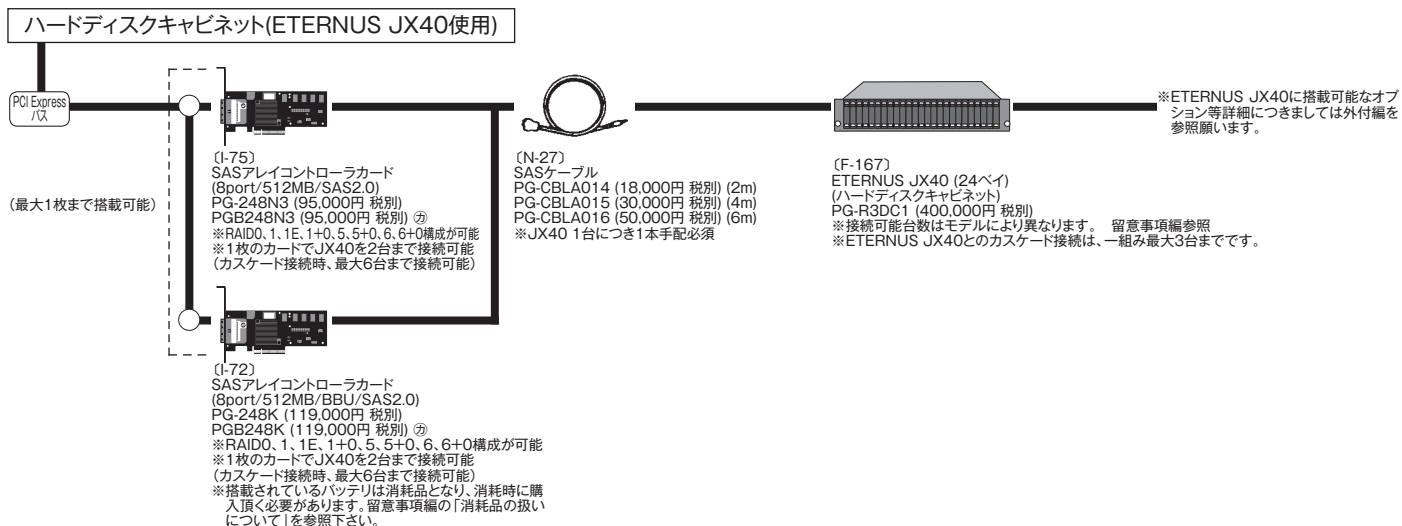 ハードディスクキャビネット(ETERNUS JX40使用)
PCI Express
バス
(最大1枚まで搭載可能)
〔I-75〕
SASアレイコントローラカード
(8port/512MB/SAS2.0)
PG-248N3 (95,000円 税別)
PGB248N3 (95,000円 税別) ㋕
※RAID0、1、1E、1+0、5、5+0、6、6+0構成が可能
※1枚のカードでJX40を2台まで接続可能
(カスケード接続時、最大6台まで接続可能)
〔N-27〕
SASケーブル
PG-CBLA014 (18,000円 税別) (2m)
PG-CBLA015 (30,000円 税別) (4m)
PG-CBLA016 (50,000円 税別) (6m)
※JX40 1台につき1本手配必須
〔F-167〕
ETERNUS JX40 (24ベイ)
(ハードディスクキャビネット)
PG-R3DC1 (400,000円 税別)
※接続可能台数はモデルにより異なります。 留意事項編参照
※ETERNUS JX40とのカスケード接続は、一組み最大3台までです。
※ETERNUS JX40に搭載可能なオプ
ション等詳細につきましては外付編を
参照願います。
〔I-72〕
SASアレイコントローラカード
(8port/512MB/BBU/SAS2.0)
PG-248K (119,000円 税別)
PGB248K (119,000円 税別) ㋕
※RAID0、1、1E、1+0、5、5+0、6、6+0構成が可能
※1枚のカードでJX40を2台まで接続可能
(カスケード接続時、最大6台まで接続可能)
※搭載されているバッテリは消耗品となり、消耗時に購
入頂く必要があります。留意事項編の「消耗品の扱い
について」を参照下さい。